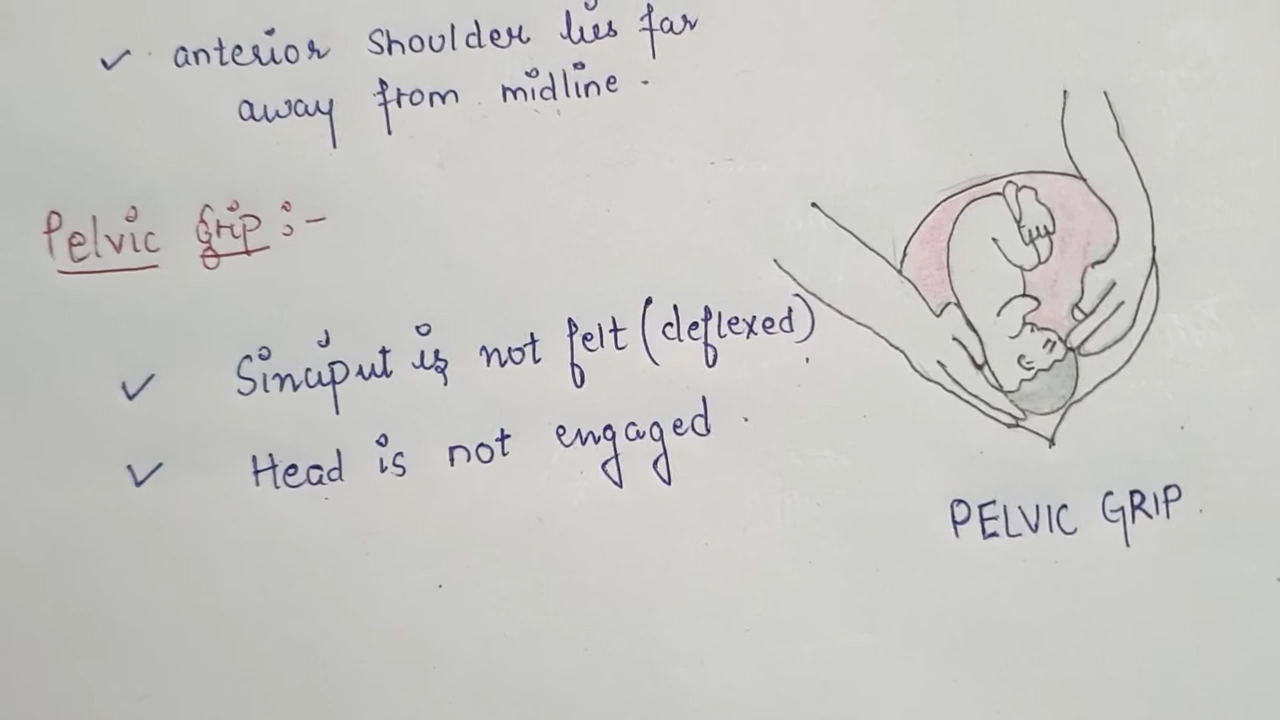 ✓ anterior shoulder lies far
away from midline.
Pelvic Grip :-
✓ Sinciput is not felt (deflexed)
✓ Head is not engaged.
PELVIC GRIP